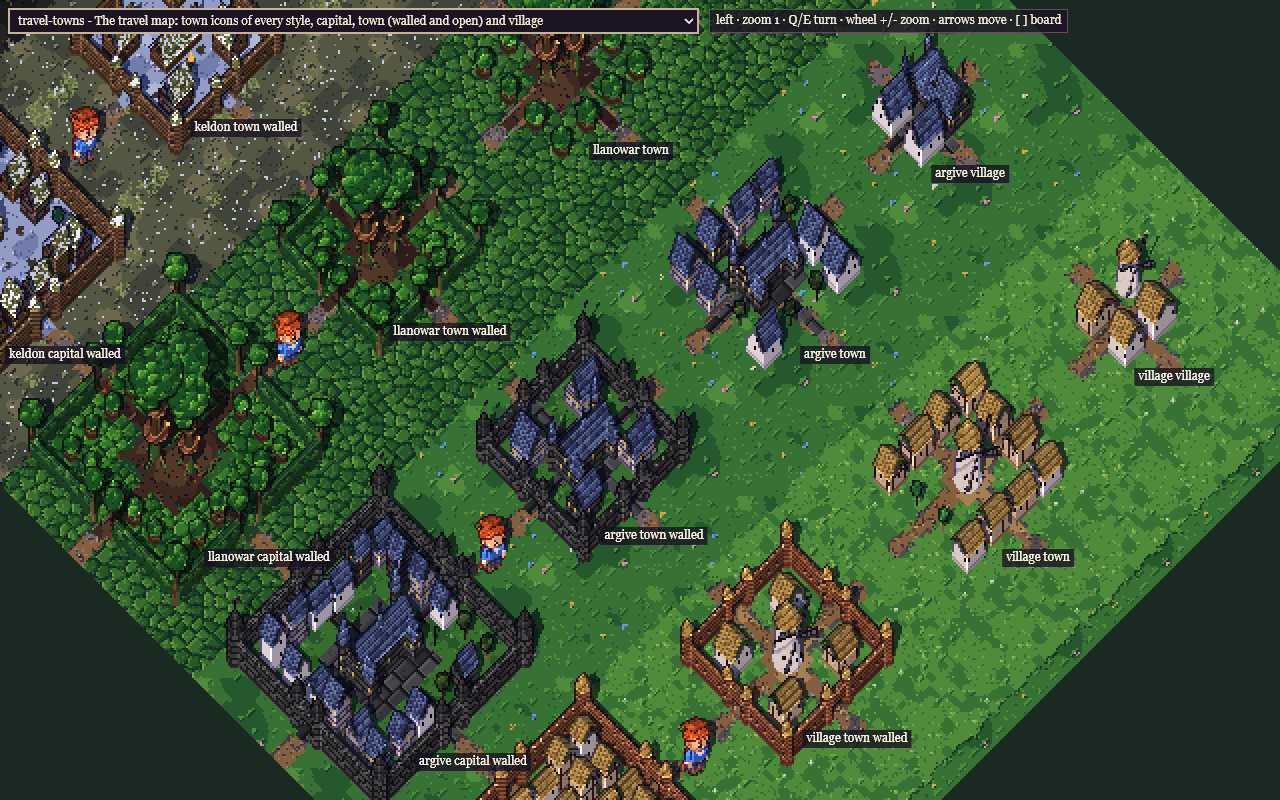 travel-towns - The travel map: town icons of every style, capital, town (walled and open) and village
left · zoom 1 · Q/E turn · wheel +/- zoom · arrows move · [ ] board
keldon town walled
llanowar town
argive village
llanowar town walled
keldon capital walled
argive town
village village
argive town walled
llanowar capital walled
village town
village town walled
argive capital walled